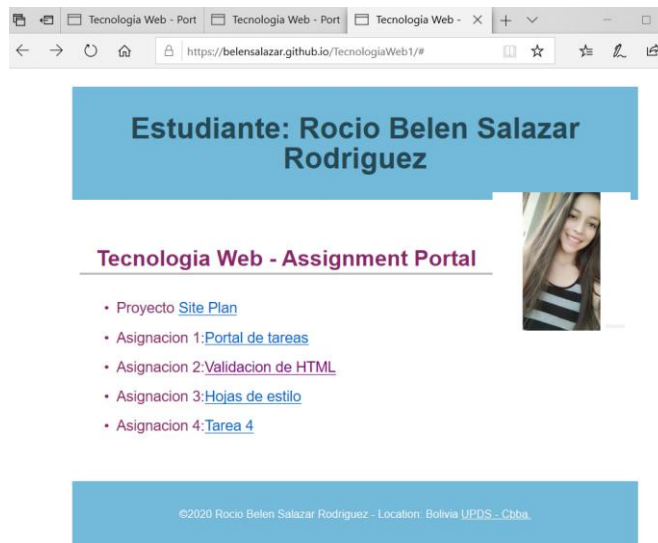 Tecnologia Web - Port
Tecnologia Web - Port
Tecnologia Web -
https://belensalazar.github.io/TecnologiaWeb1/#
Estudiante: Rocio Belen Salazar
Rodriguez
Tecnologia Web - Assignment Portal
• Proyecto Site Plan
• Asignacion 1:Portal de tareas
• Asignacion 2:Validacion de HTML
• Asignacion 3:Hojas de estilo
• Asignacion 4:Tarea 4
©2020 Rocio Belen Salazar Rodriguez - Location: Bolivia UPDS - Cbba.